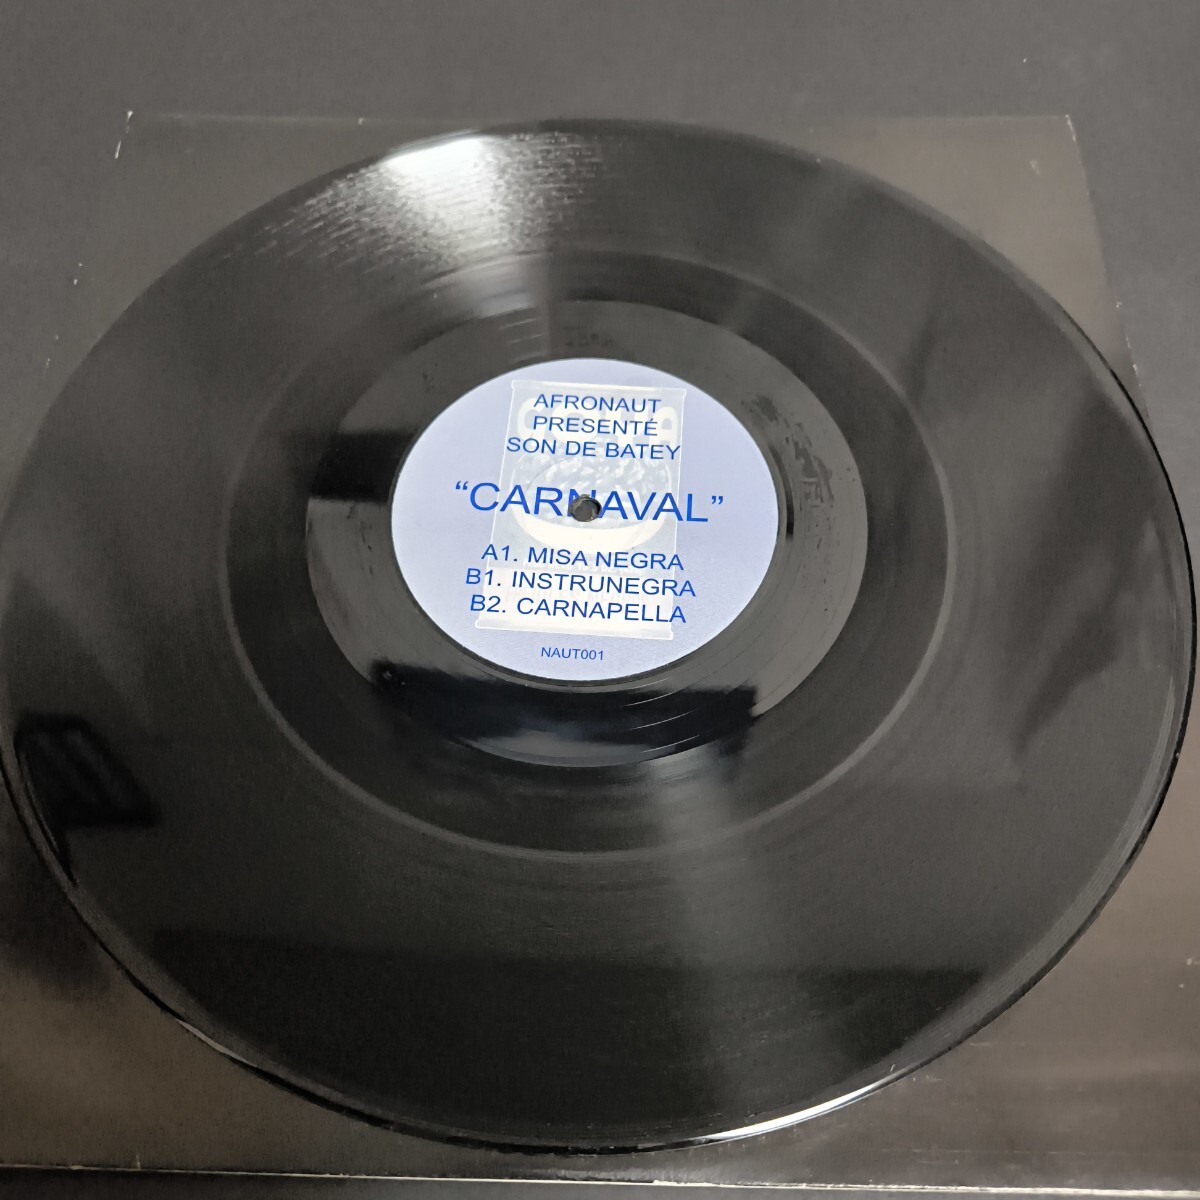 AFRONAUT
PRESENTÉ
SON DE BATEY
“CARNAVAL”
A1. MISA NEGRA
B1. INSTRUNEGRA
B2. CARNAPELLA
NAUT001